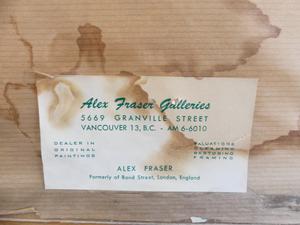 Alex Fraser Galleries
5669 GRANVILLE STREET
VANCOUVER 13, B.C. - AM 6-6010
DEALER IN
ORIGINAL
PAINTINGS
VALUATIONS
CLEANING
RESTORING
FRAMING
ALEX FRASER
Formerly of Bond Street, London, England